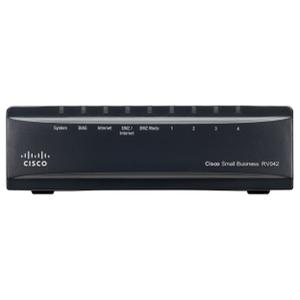 System DIAG Internet DMZ / Internet DMZ Mode 1 2 3 4
CISCO
Cisco Small Business RV042